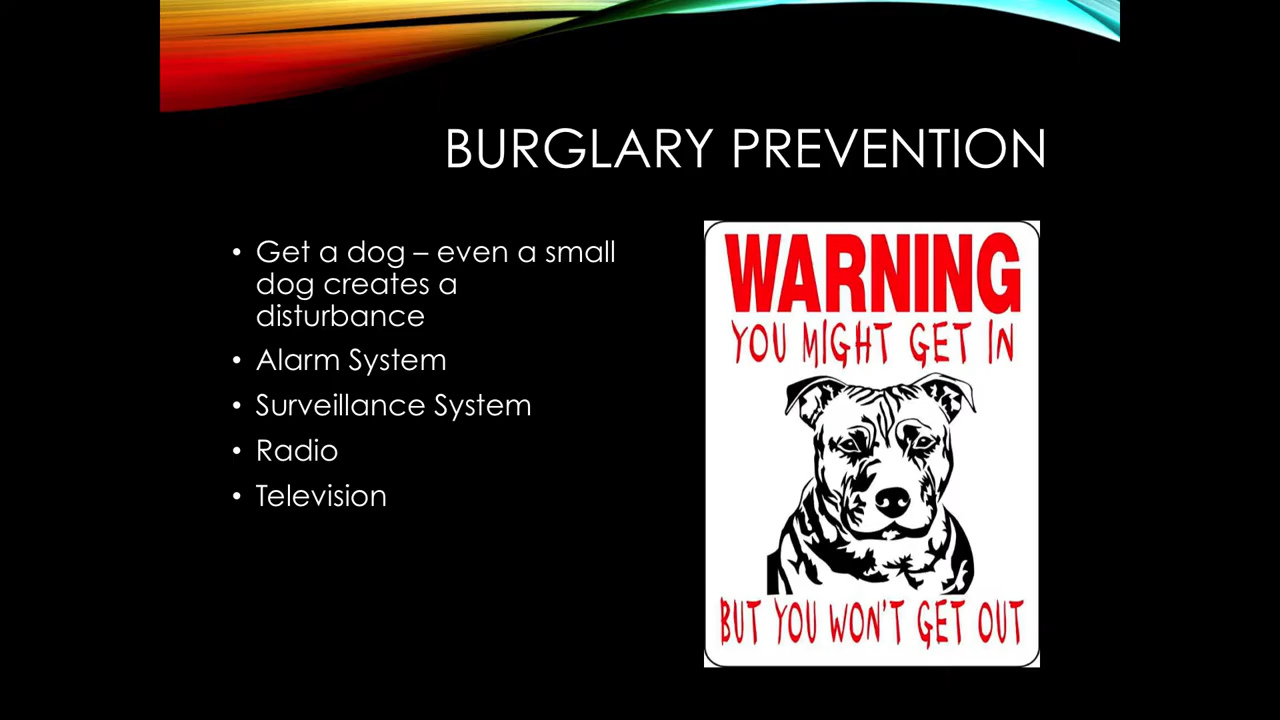 BURGLARY PREVENTION
• Get a dog – even a small
dog creates a
disturbance
• Alarm System
• Surveillance System
• Radio
• Television
WARNING
YOU MIGHT GET IN
BUT YOU WON'T GET OUT